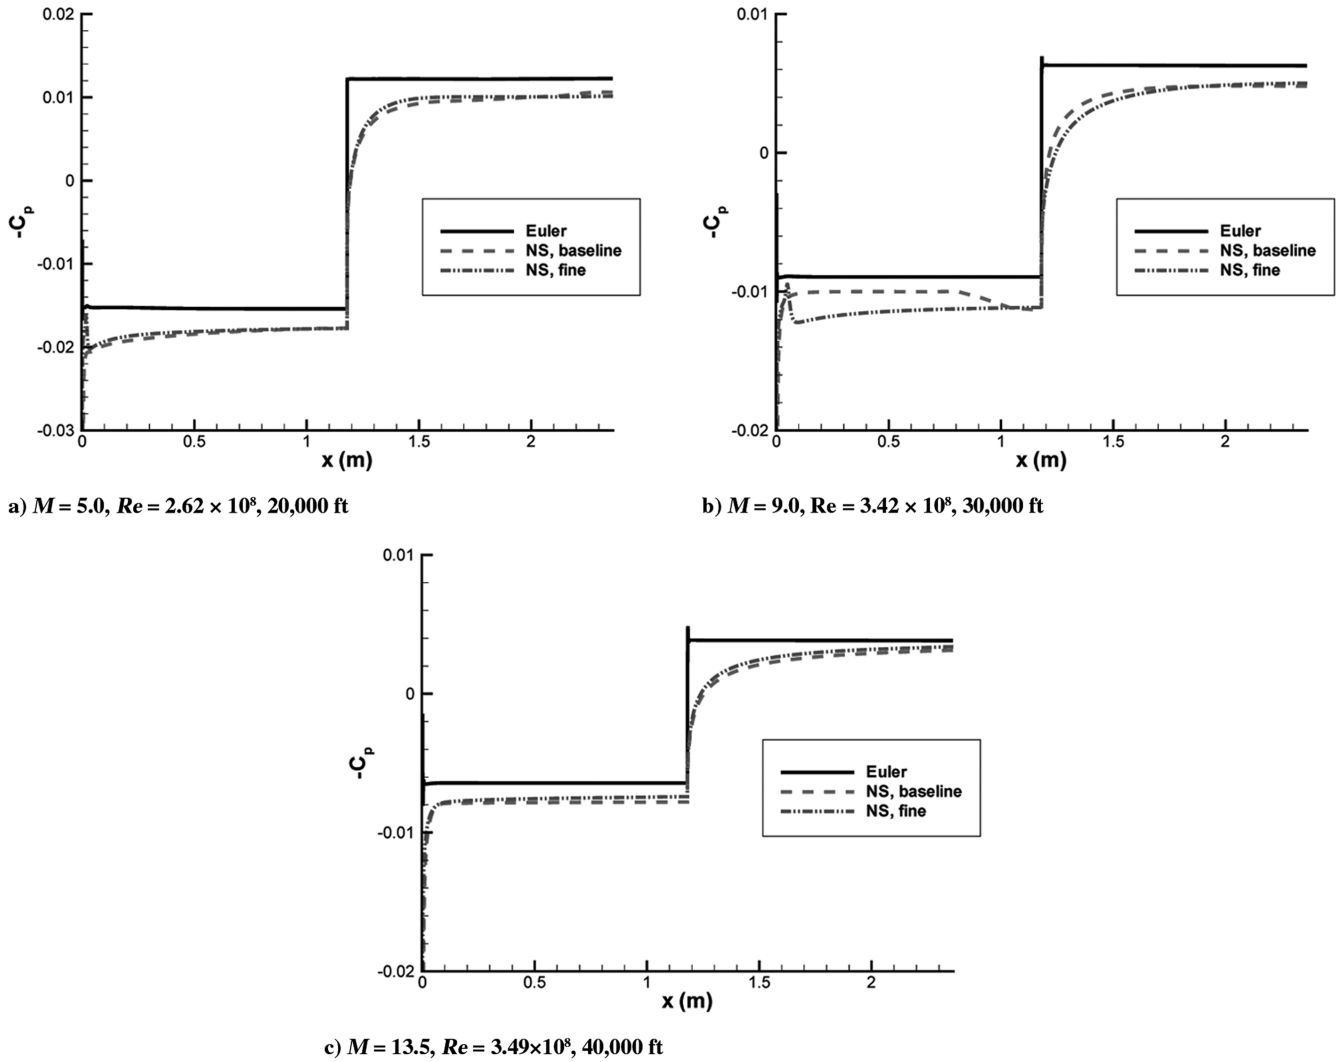 0.02
0.01
0
-0.01
-0.02
-0.03
-Cp
0 0.5 1 1.5 2
x (m)
Euler
NS, baseline
NS, fine
a) M = 5.0, Re = 2.62 × 10⁸, 20,000 ft
0.01
0
-0.01
-0.02
-Cp
0 0.5 1 1.5 2
x (m)
Euler
NS, baseline
NS, fine
b) M = 9.0, Re = 3.42 × 10⁸, 30,000 ft
0.01
0
-0.01
-0.02
-Cp
0 0.5 1 1.5 2
x (m)
Euler
NS, baseline
NS, fine
c) M = 13.5, Re = 3.49×10⁸, 40,000 ft